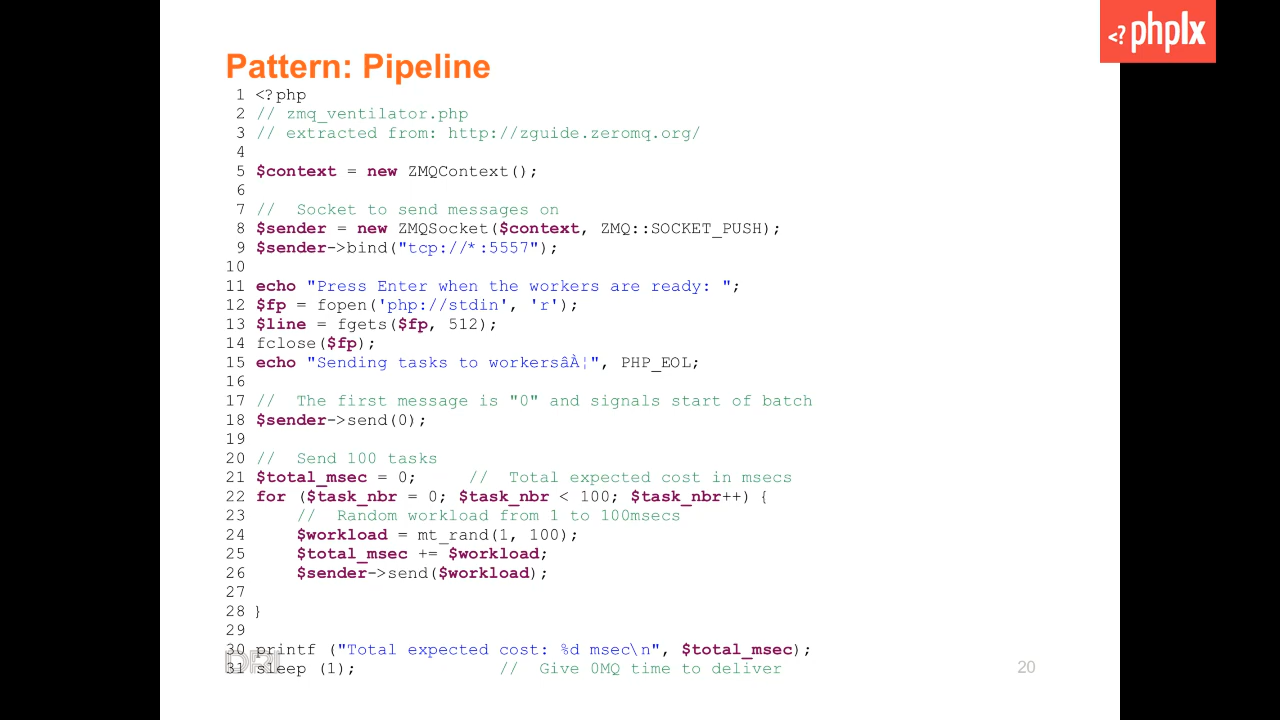 <? phplx
Pattern: Pipeline
1 <?php
2 // zmq_ventilator.php
3 // extracted from: http://zguide.zeromq.org/
4
5 $context = new ZMQContext();
6
7 //  Socket to send messages on
8 $sender = new ZMQSocket($context, ZMQ::SOCKET_PUSH);
9 $sender->bind("tcp://*:5557");
10
11 echo "Press Enter when the workers are ready: ";
12 $fp = fopen('php://stdin', 'r');
13 $line = fgets($fp, 512);
14 fclose($fp);
15 echo "Sending tasks to workersâÀ¦", PHP_EOL;
16
17 //  The first message is "0" and signals start of batch
18 $sender->send(0);
19
20 //  Send 100 tasks
21 $total_msec = 0;     //  Total expected cost in msecs
22 for ($task_nbr = 0; $task_nbr < 100; $task_nbr++) {
23     //  Random workload from 1 to 100msecs
24     $workload = mt_rand(1, 100);
25     $total_msec += $workload;
26     $sender->send($workload);
27
28 }
29
30 printf ("Total expected cost: %d msec\n", $total_msec);
31 sleep (1);              //  Give 0MQ time to deliver
DRI
20